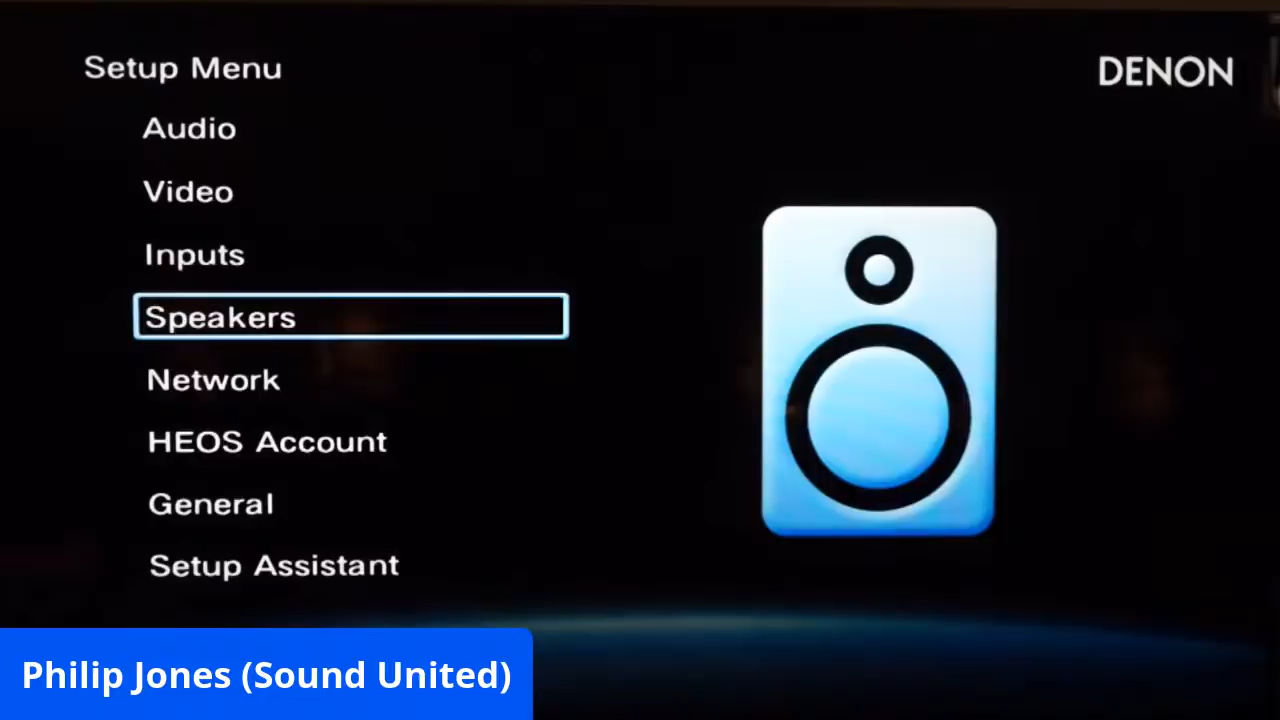 Setup Menu
DENON
Audio
Video
Inputs
Speakers
Network
HEOS Account
General
Setup Assistant
Philip Jones (Sound United)